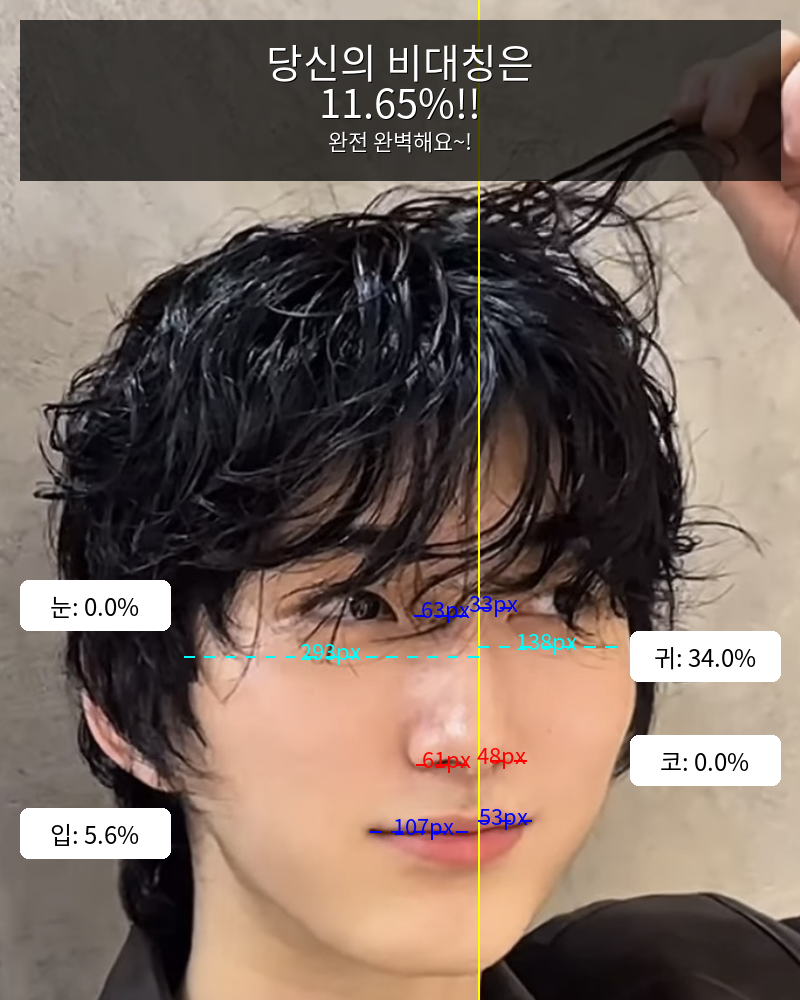 당신의 비대칭은
11.65%!!
완전 완벽해요~!
눈: 0.0%
63px
33px
293px
138px
귀: 34.0%
61px
48px
코: 0.0%
입: 5.6%
107px
53px